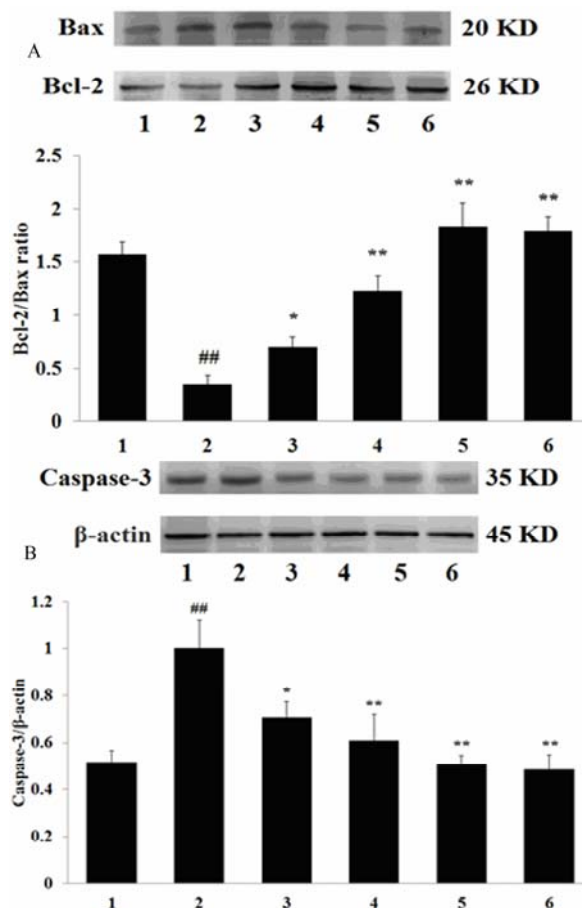 Bax 20 KD
A
Bcl-2 26 KD
1 2 3 4 5 6
2.5
2
1.5
1
0.5
0
Bcl-2/Bax ratio
##
*
**
**
**
1 2 3 4 5 6
Caspase-3 35 KD
β-actin 45 KD
B
1 2 3 4 5 6
1.2
1
0.8
0.6
0.4
0.2
0
Caspase-3/β-actin
##
*
**
**
**
1 2 3 4 5 6